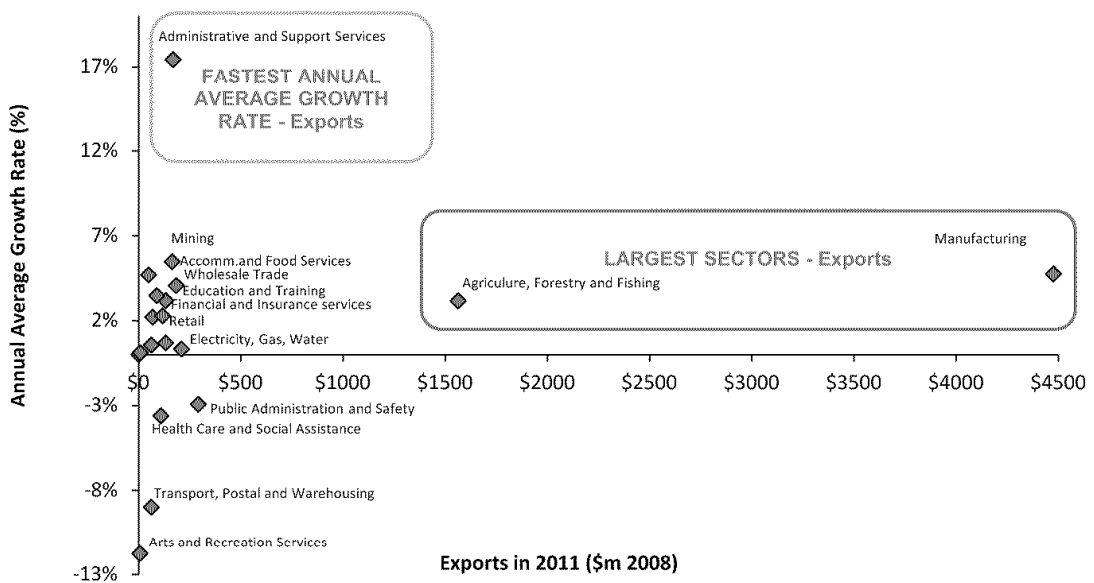 Administrative and Support Services
17%
FASTEST ANNUAL
AVERAGE GROWTH
RATE - Exports
12%
Annual Average Growth Rate (%)
7%
Mining
Manufacturing
LARGEST SECTORS - Exports
Accomm.and Food Services
Wholesale Trade
Agriculure, Forestry and Fishing
Education and Training
Financial and Insurance services
2%
Retail
Electricity, Gas, Water
$0 $500 $1000 $1500 $2000 $2500 $3000 $3500 $4000 $4500
-3%
Public Administration and Safety
Health Care and Social Assistance
-8%
Transport, Postal and Warehousing
Arts and Recreation Services
Exports in 2011 ($m 2008)
-13%